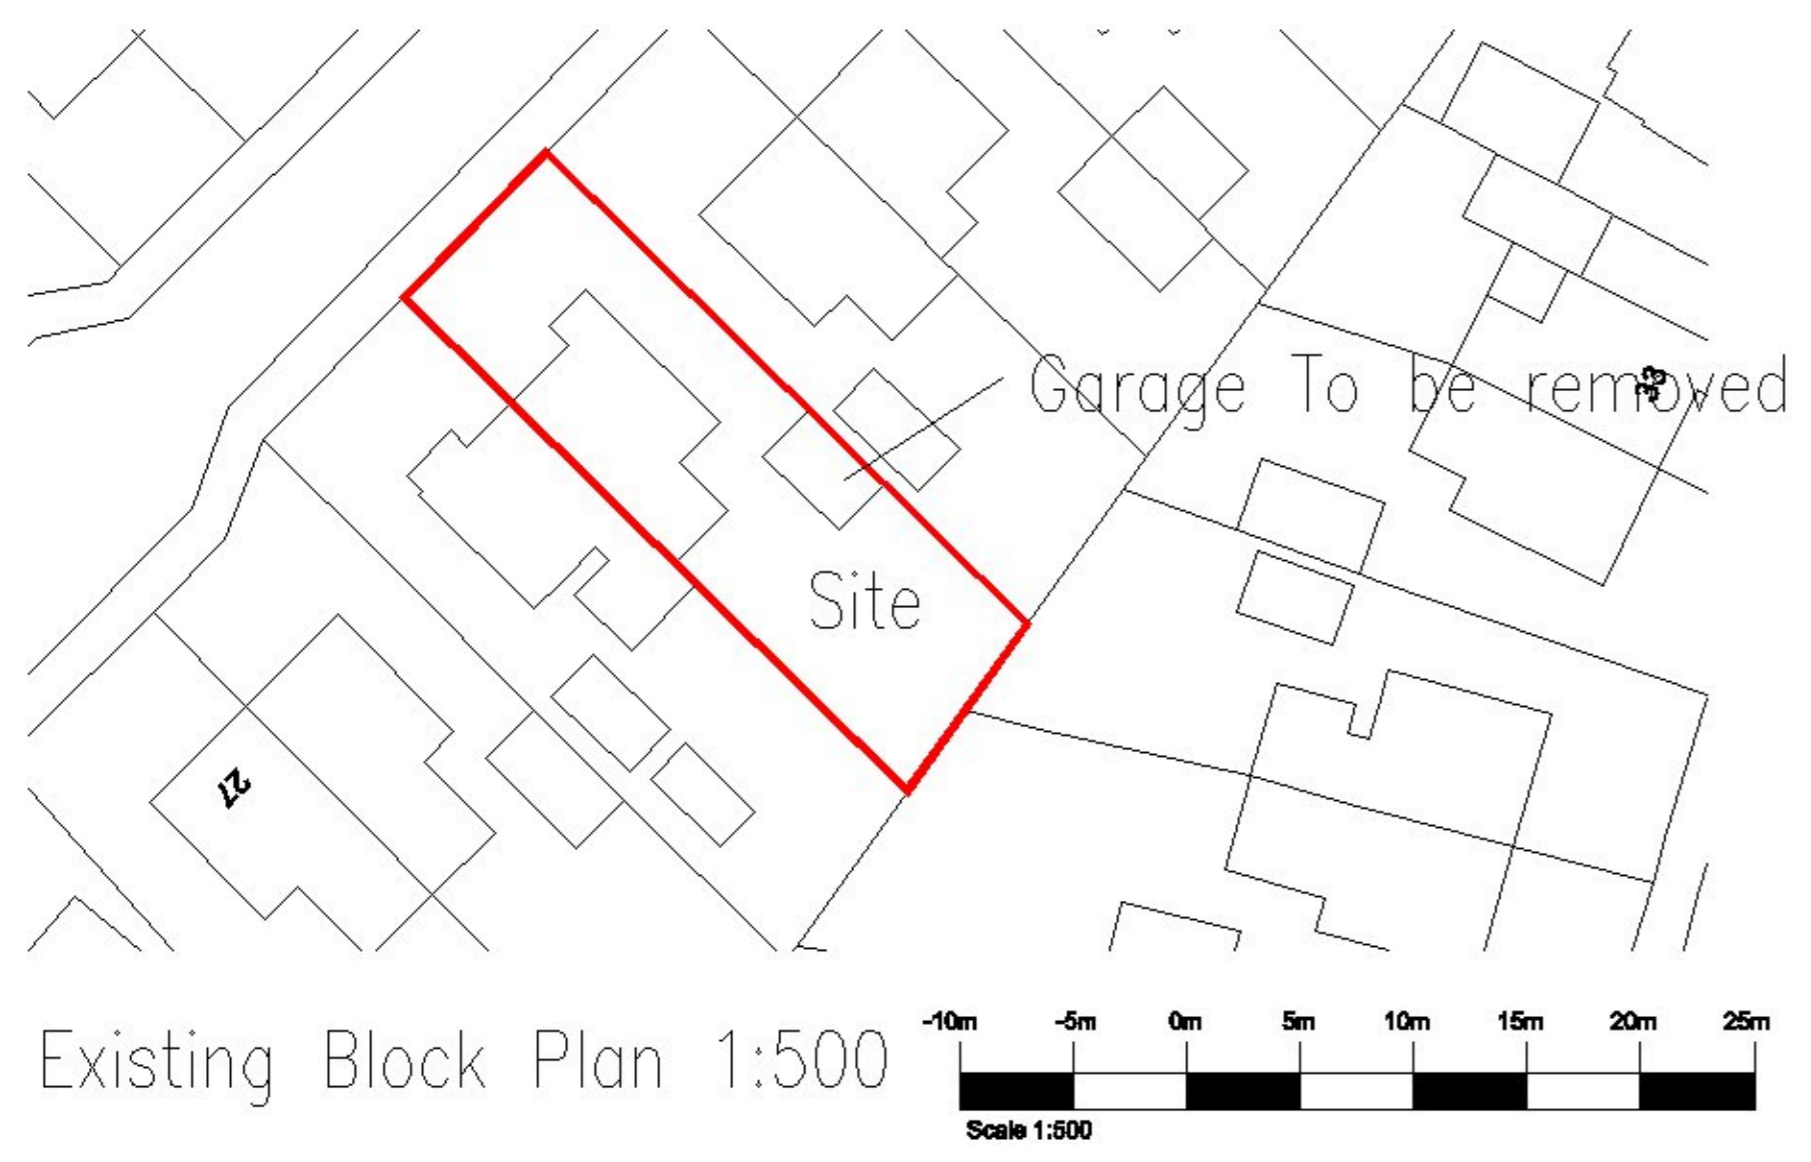 Garage To be removed
33
Site
27
Existing Block Plan 1:500
-10m -5m 0m 5m 10m 15m 20m 25m
Scale 1:500